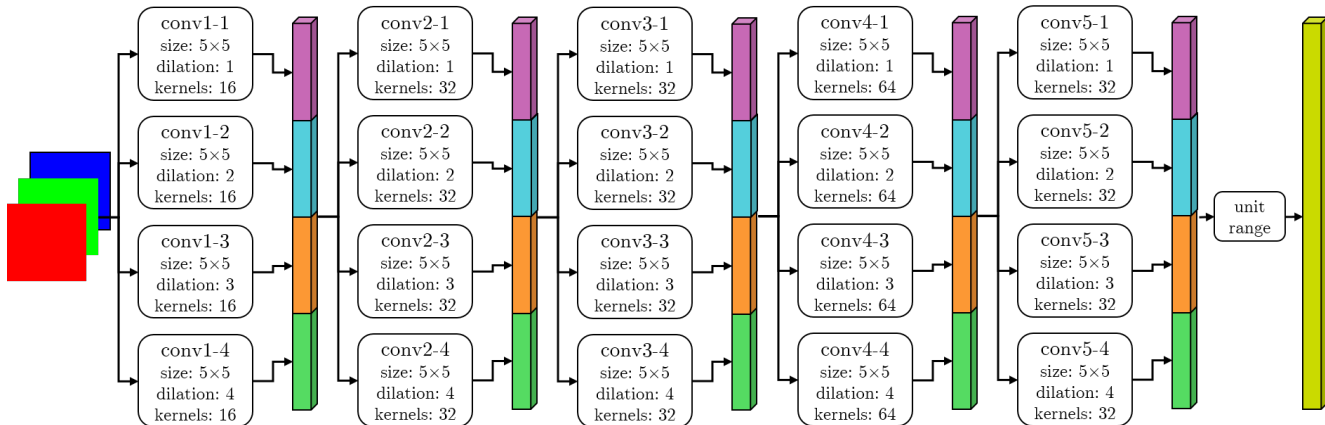 conv1-1
size: 5×5
dilation: 1
kernels: 16
conv1-2
size: 5×5
dilation: 2
kernels: 16
conv1-3
size: 5×5
dilation: 3
kernels: 16
conv1-4
size: 5×5
dilation: 4
kernels: 16
conv2-1
size: 5×5
dilation: 1
kernels: 32
conv2-2
size: 5×5
dilation: 2
kernels: 32
conv2-3
size: 5×5
dilation: 3
kernels: 32
conv2-4
size: 5×5
dilation: 4
kernels: 32
conv3-1
size: 5×5
dilation: 1
kernels: 32
conv3-2
size: 5×5
dilation: 2
kernels: 32
conv3-3
size: 5×5
dilation: 3
kernels: 32
conv3-4
size: 5×5
dilation: 4
kernels: 32
conv4-1
size: 5×5
dilation: 1
kernels: 64
conv4-2
size: 5×5
dilation: 2
kernels: 64
conv4-3
size: 5×5
dilation: 3
kernels: 64
conv4-4
size: 5×5
dilation: 4
kernels: 64
conv5-1
size: 5×5
dilation: 1
kernels: 32
conv5-2
size: 5×5
dilation: 2
kernels: 32
conv5-3
size: 5×5
dilation: 3
kernels: 32
conv5-4
size: 5×5
dilation: 4
kernels: 32
unit
range